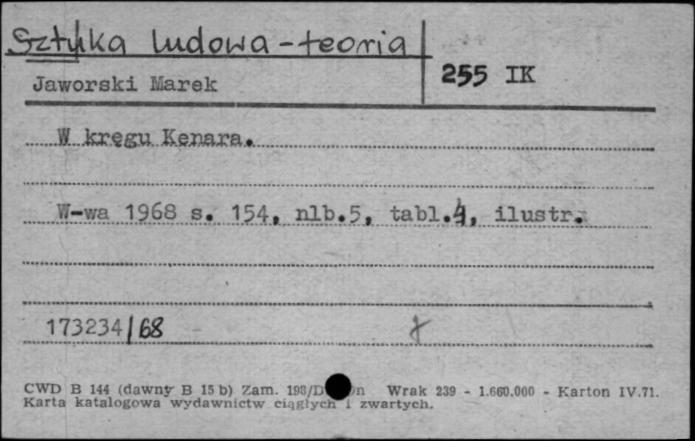 Sztuka ludowa - teoria
Jaworski Marek
255 IK
W kręgu Kenara.
W-wa 1968 s. 154, nlb.5, tabl.4, ilustr.
173234/68
CWD B 144 (dawny B 15 b) Zam. Wrak 239 - 1.660.000 - Karton IV.71.
Karta katalogowa wydawnictw ciągłych i zwartych.